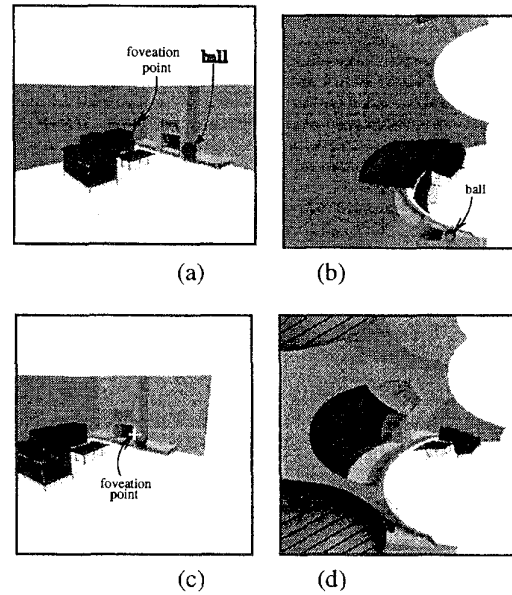 foveation
point
ball
(a)
ball
(b)
foveation
point
(c)
(d)